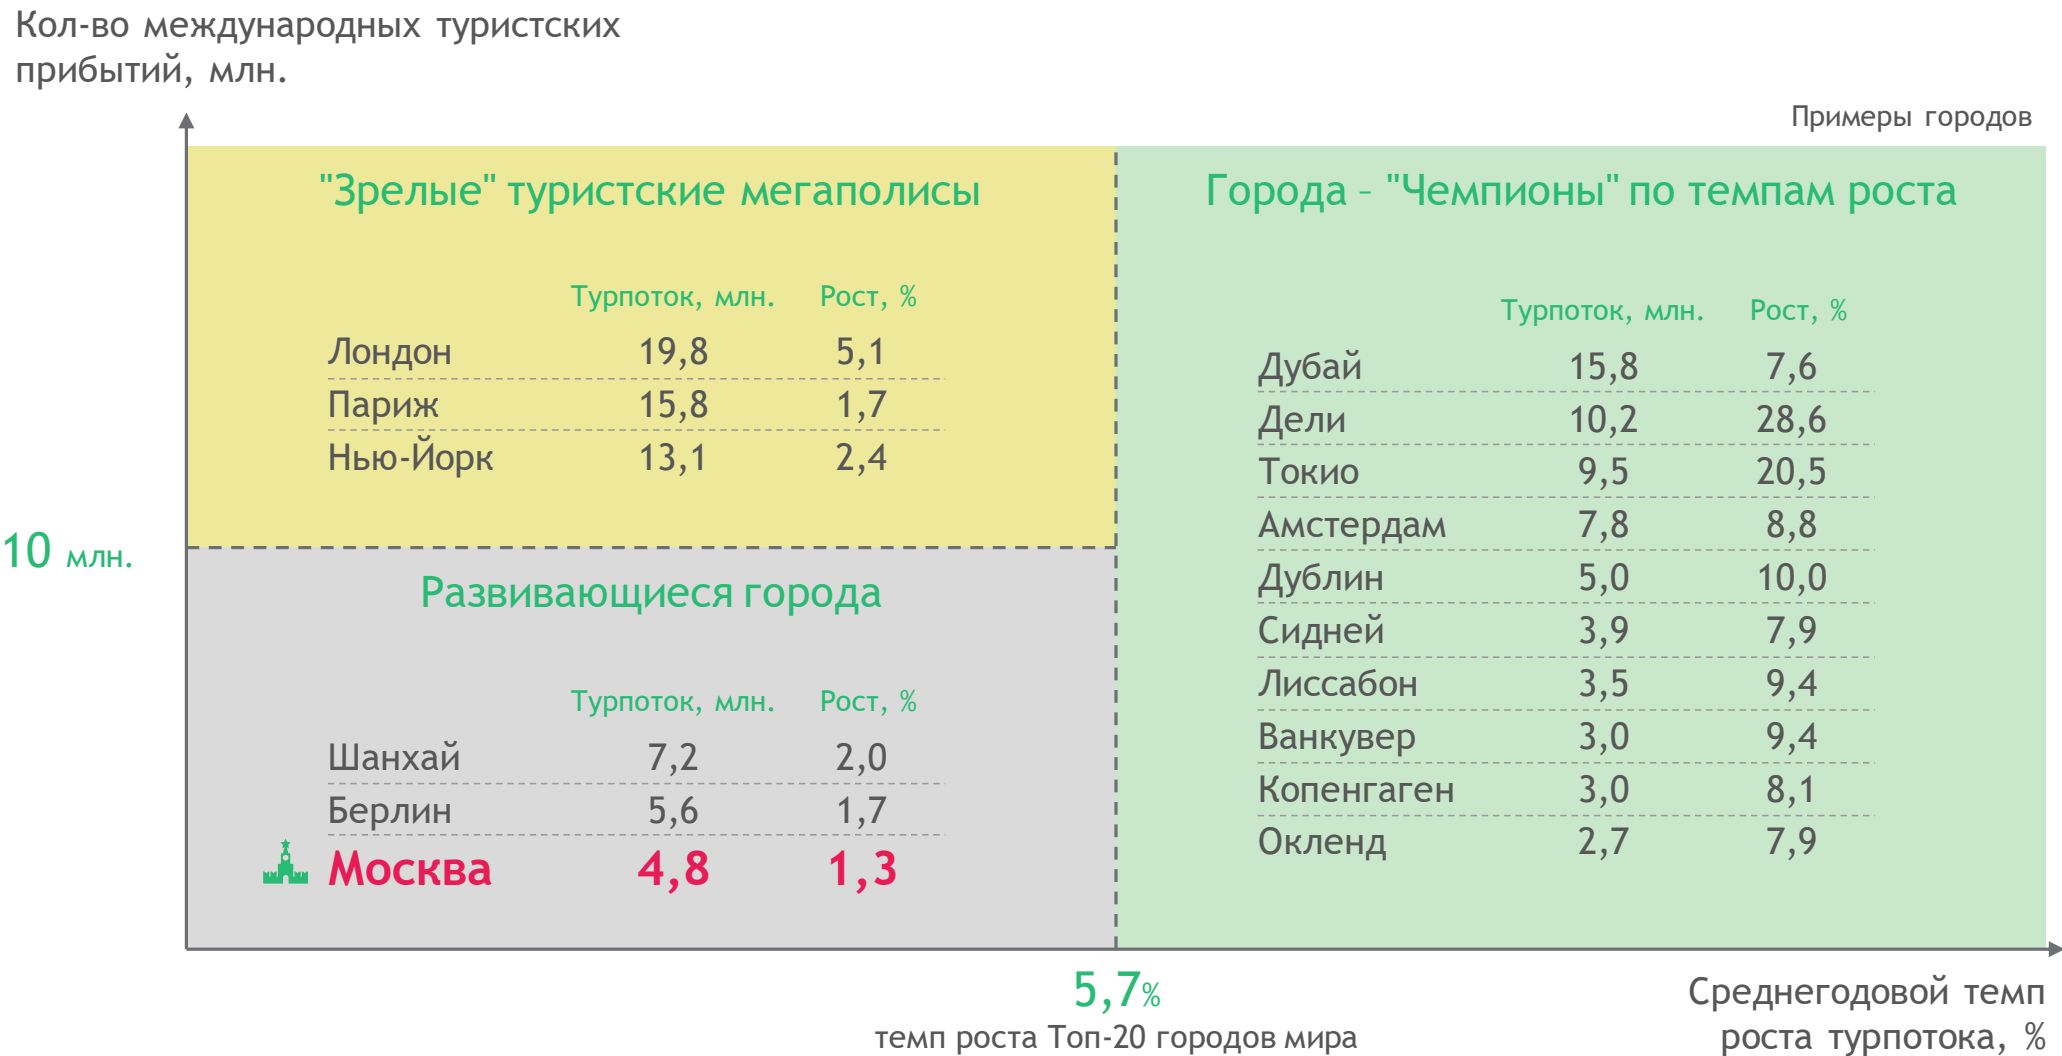 Кол-во международных туристских
прибытий, млн.
Примеры городов
"Зрелые" туристские мегаполисы
Турпоток, млн. Рост, %
Лондон 19,8 5,1
Париж 15,8 1,7
Нью-Йорк 13,1 2,4
10 млн.
Развивающиеся города
Турпоток, млн. Рост, %
Шанхай 7,2 2,0
Берлин 5,6 1,7
Москва 4,8 1,3
Города – "Чемпионы" по темпам роста
Турпоток, млн. Рост, %
Дубай 15,8 7,6
Дели 10,2 28,6
Токио 9,5 20,5
Амстердам 7,8 8,8
Дублин 5,0 10,0
Сидней 3,9 7,9
Лиссабон 3,5 9,4
Ванкувер 3,0 9,4
Копенгаген 3,0 8,1
Окленд 2,7 7,9
5,7%
темп роста Топ-20 городов мира
Среднегодовой темп
роста турпотока, %